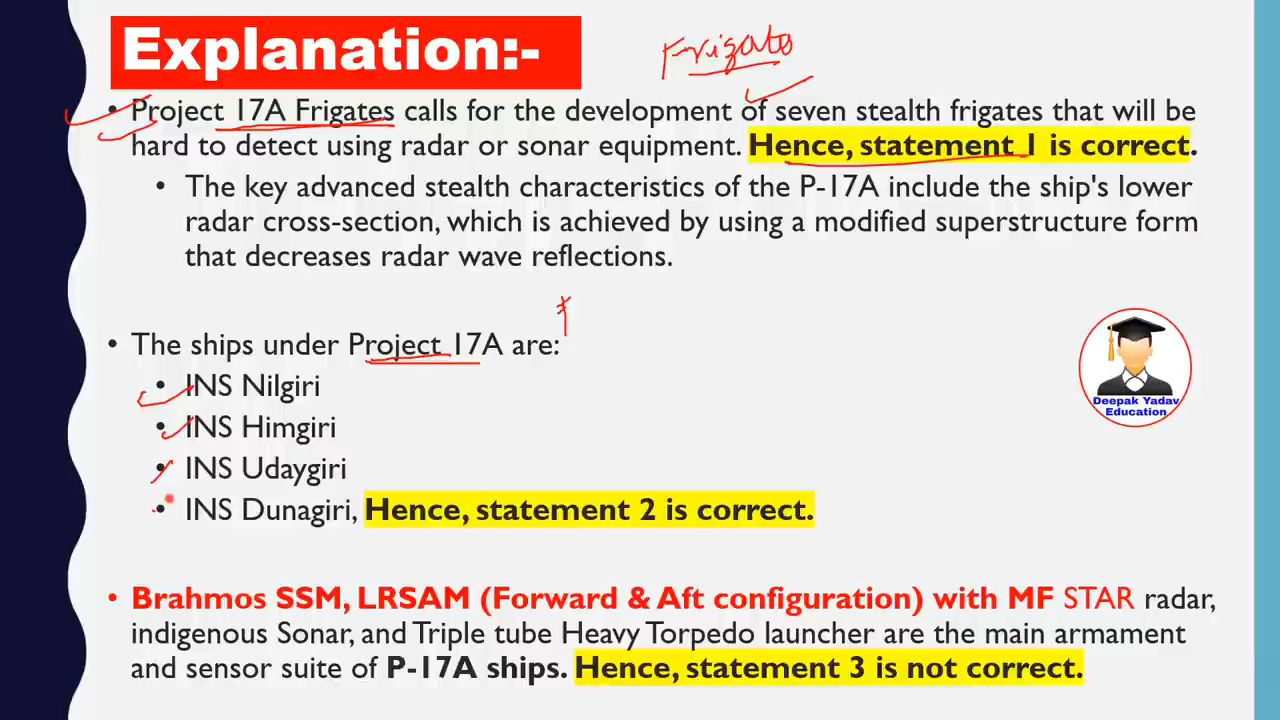 Explanation:-
Frigate
• Project 17A Frigates calls for the development of seven stealth frigates that will be
hard to detect using radar or sonar equipment. Hence, statement 1 is correct.
• The key advanced stealth characteristics of the P-17A include the ship's lower
radar cross-section, which is achieved by using a modified superstructure form
that decreases radar wave reflections.
• The ships under Project 17A are:
• INS Nilgiri
• INS Himgiri
• INS Udaygiri
• INS Dunagiri, Hence, statement 2 is correct.
Deepak Yadav
Education
• Brahmos SSM, LRSAM (Forward & Aft configuration) with MF STAR radar,
indigenous Sonar, and Triple tube Heavy Torpedo launcher are the main armament
and sensor suite of P-17A ships. Hence, statement 3 is not correct.